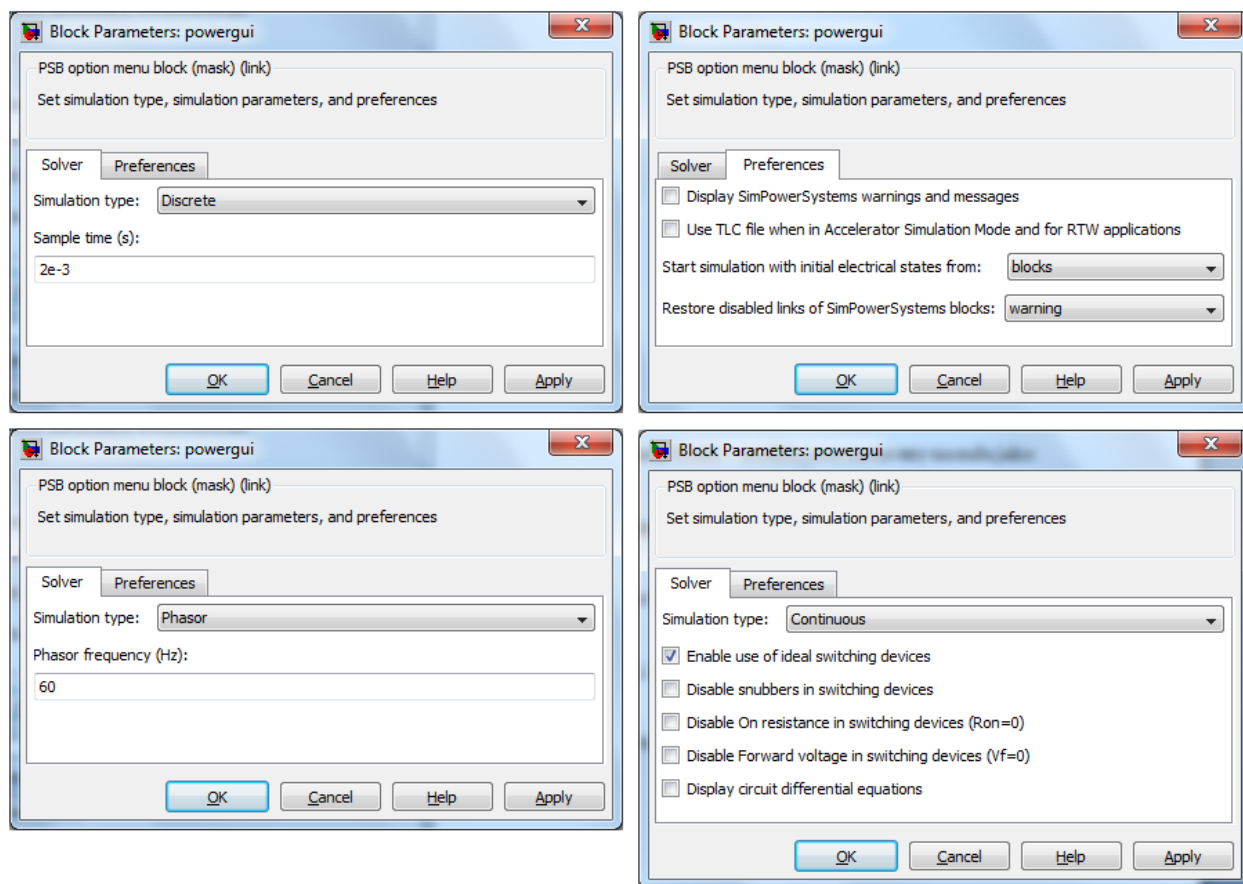 Block Parameters: powergui
PSB option menu block (mask) (link)
Set simulation type, simulation parameters, and preferences
Solver Preferences
Simulation type: Discrete
Sample time (s):
2e-3
OK Cancel Help Apply
Block Parameters: powergui
PSB option menu block (mask) (link)
Set simulation type, simulation parameters, and preferences
Solver Preferences
Display SimPowerSystems warnings and messages
Use TLC file when in Accelerator Simulation Mode and for RTW applications
Start simulation with initial electrical states from: blocks
Restore disabled links of SimPowerSystems blocks: warning
OK Cancel Help Apply
Block Parameters: powergui
PSB option menu block (mask) (link)
Set simulation type, simulation parameters, and preferences
Solver Preferences
Simulation type: Phasor
Phasor frequency (Hz):
60
OK Cancel Help Apply
Block Parameters: powergui
PSB option menu block (mask) (link)
Set simulation type, simulation parameters, and preferences
Solver Preferences
Simulation type: Continuous
Enable use of ideal switching devices
Disable snubbers in switching devices
Disable On resistance in switching devices (Ron=0)
Disable Forward voltage in switching devices (Vf=0)
Display circuit differential equations
OK Cancel Help Apply